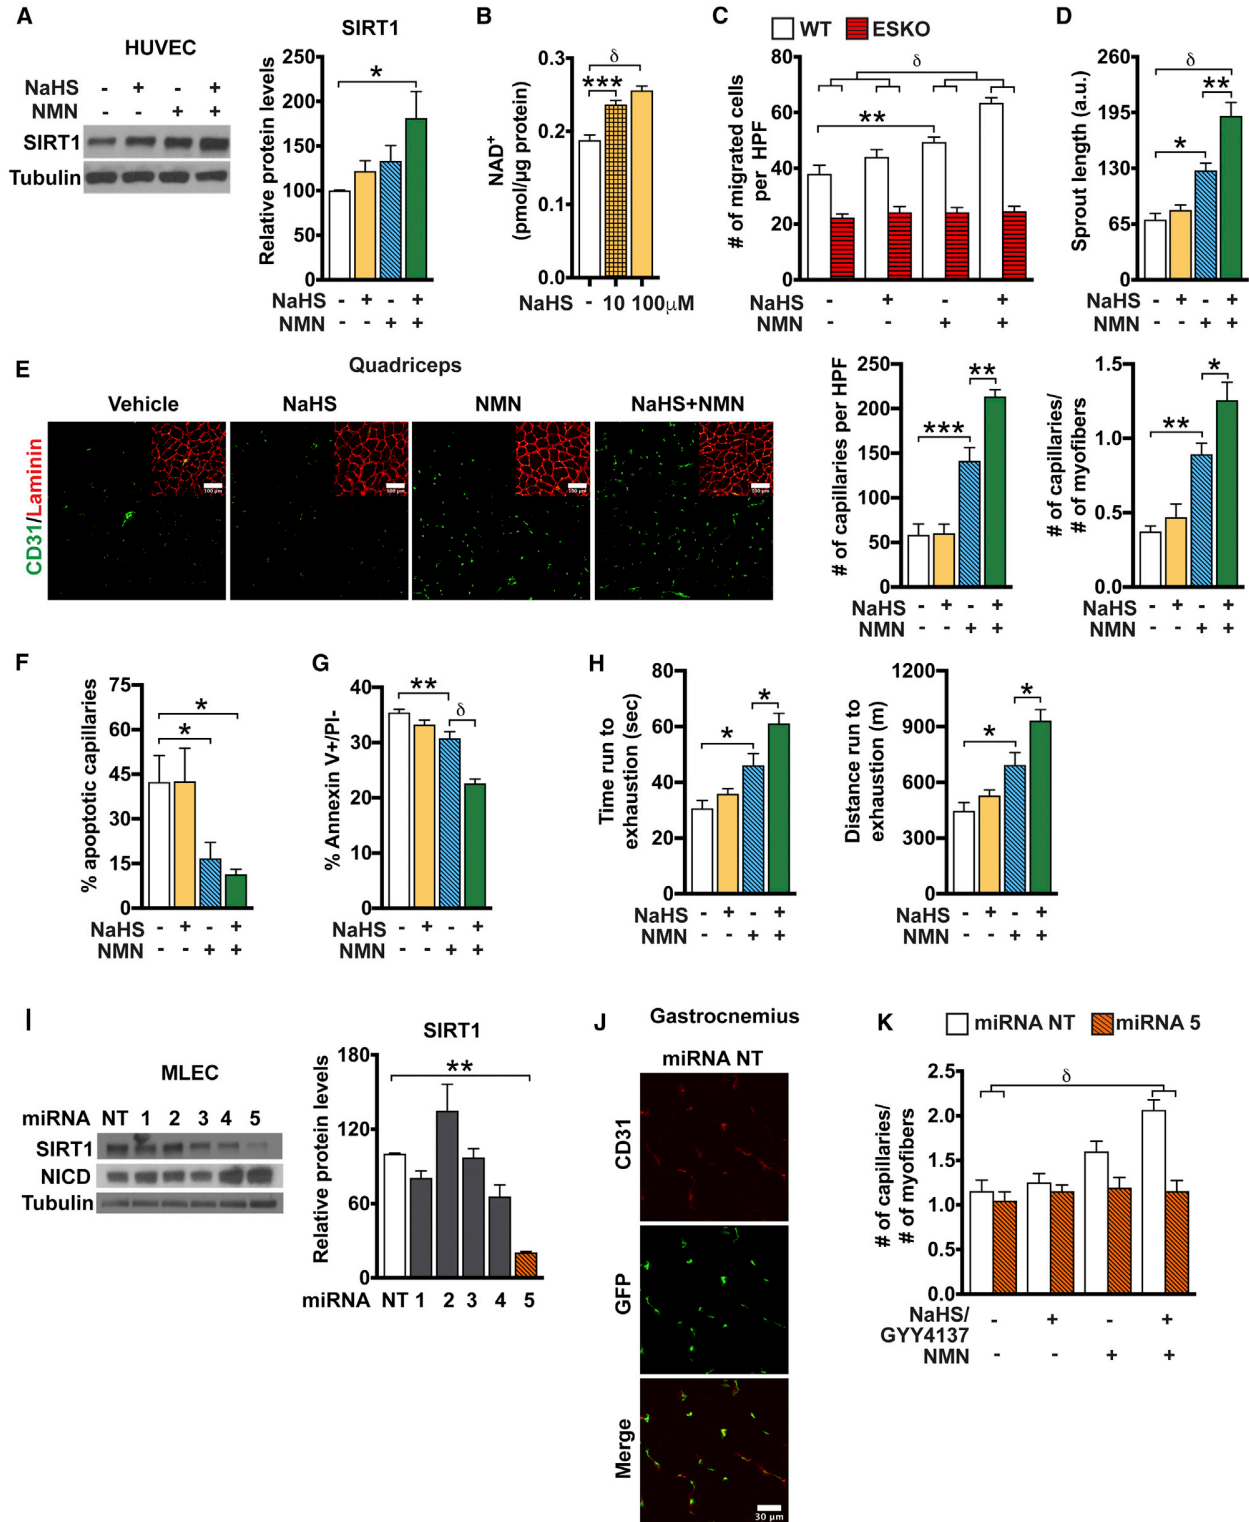 A
HUVEC
NaHS - + - +
NMN - - + +
SIRT1
Tubulin
SIRT1
Relative protein levels
250
200
150
100
50
0
*
NaHS - + - +
NMN - - + +
B
NAD+
(pmol/µg protein)
0.3
0.2
0.1
0.0
δ
***
NaHS - 10 100µM
C
WT ESKO
# of migrated cells
per HPF
80
60
40
20
0
δ
**
NaHS - + - +
NMN - - + +
D
Sprout length (a.u.)
260
195
130
65
0
δ
**
*
NaHS - + - +
NMN - - + +
E
Quadriceps
Vehicle NaHS NMN NaHS+NMN
CD31/Laminin
100 µm
100 µm
100 µm
100 µm
# of capillaries per HPF
250
200
150
100
50
0
**
***
NaHS - + - +
NMN - - + +
# of capillaries/
# of myofibers
1.5
1.0
0.5
0.0
*
**
NaHS - + - +
NMN - - + +
F
% apoptotic capillaries
75
60
45
30
15
0
*
*
NaHS - + - +
NMN - - + +
G
% Annexin V+/PI-
40
30
20
10
0
**
δ
NaHS - + - +
NMN - - + +
H
Time run to
exhaustion (sec)
80
60
40
20
0
*
*
NaHS - + - +
NMN - - + +
Distance run to
exhaustion (m)
1200
900
600
300
0
*
*
NaHS - + - +
NMN - - + +
I
MLEC
miRNA NT 1 2 3 4 5
SIRT1
NICD
Tubulin
SIRT1
Relative protein levels
180
120
60
0
**
miRNA NT 1 2 3 4 5
J
Gastrocnemius
miRNA NT
CD31
GFP
Merge
30 µm
K
miRNA NT miRNA 5
# of capillaries/
# of myofibers
2.5
2.0
1.5
1.0
0.5
0.0
δ
NaHS/
GYY4137 - + - +
NMN - - + +